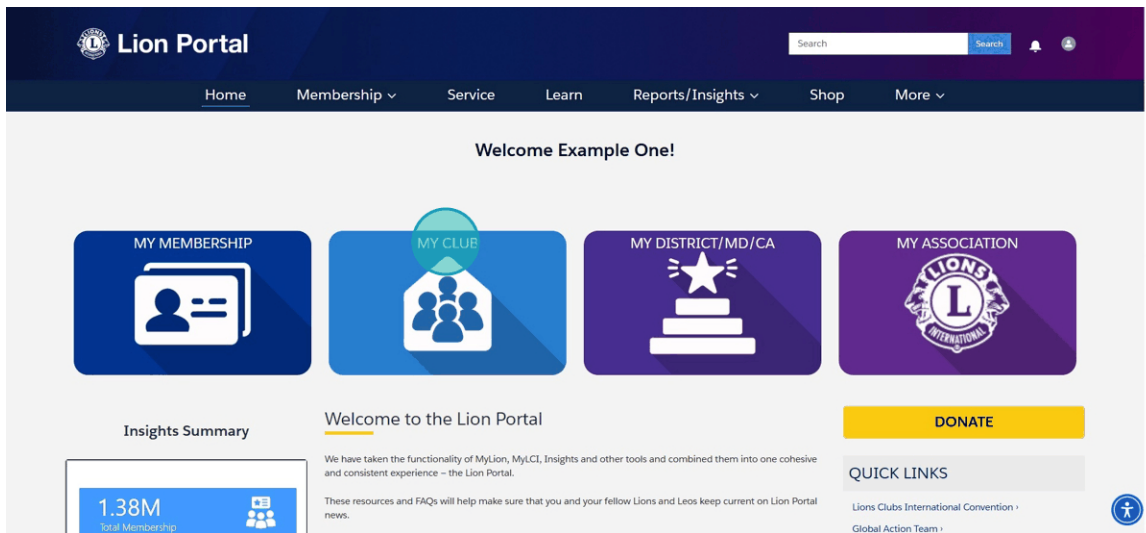 Lion Portal
Search
Search
Home
Membership
Service
Learn
Reports/Insights
Shop
More
Welcome Example One!
MY MEMBERSHIP
MY CLUB
MY DISTRICT/MD/CA
MY ASSOCIATION
LIONS
L
INTERNATIONAL
Insights Summary
Welcome to the Lion Portal
DONATE
We have taken the functionality of MyLion, MyLCI, Insights and other tools and combined them into one cohesive
and consistent experience – the Lion Portal.
QUICK LINKS
1.38M
Total Membership
These resources and FAQs will help make sure that you and your fellow Lions and Leos keep current on Lion Portal
news.
Lions Clubs International Convention ›
Global Action Team ›